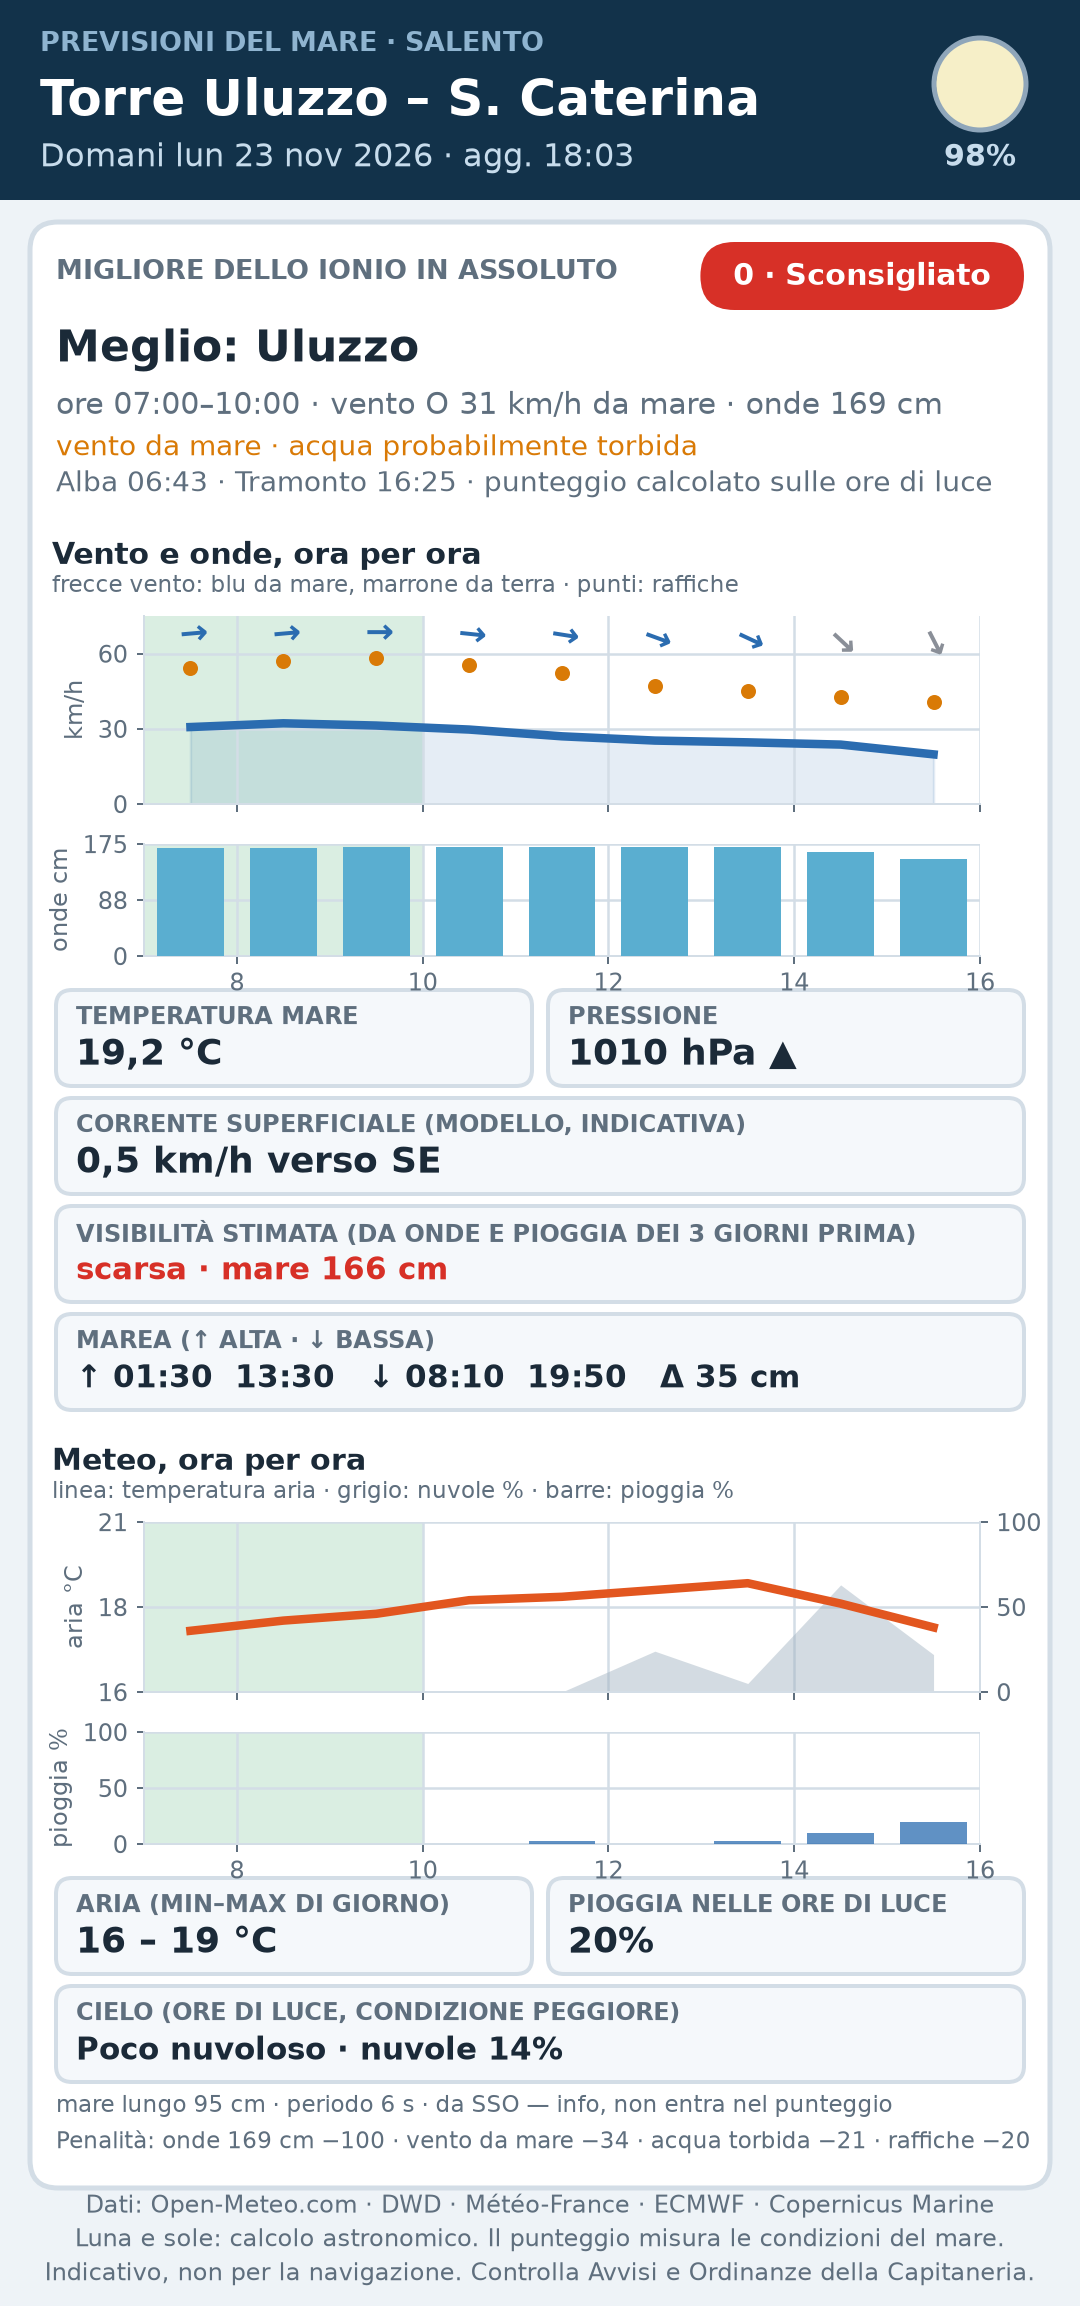 PREVISIONI DEL MARE · SALENTO
Torre Uluzzo – S. Caterina
Domani lun 23 nov 2026 · agg. 18:03
98%
MIGLIORE DELLO IONIO IN ASSOLUTO
0 · Sconsigliato
Meglio: Uluzzo
ore 07:00–10:00 · vento O 31 km/h da mare · onde 169 cm
vento da mare · acqua probabilmente torbida
Alba 06:43 · Tramonto 16:25 · punteggio calcolato sulle ore di luce
Vento e onde, ora per ora
frecce vento: blu da mare, marrone da terra · punti: raffiche
km/h
60
30
0
onde cm
175
88
0
8 10 12 14 16
TEMPERATURA MARE
19,2 °C
PRESSIONE
1010 hPa ▲
CORRENTE SUPERFICIALE (MODELLO, INDICATIVA)
0,5 km/h verso SE
VISIBILITÀ STIMATA (DA ONDE E PIOGGIA DEI 3 GIORNI PRIMA)
scarsa · mare 166 cm
MAREA (↑ ALTA · ↓ BASSA)
↑ 01:30 13:30 ↓ 08:10 19:50 Δ 35 cm
Meteo, ora per ora
linea: temperatura aria · grigio: nuvole % · barre: pioggia %
aria °C
21
18
16
100
50
0
pioggia %
100
50
0
8 10 12 14 16
ARIA (MIN–MAX DI GIORNO)
16 – 19 °C
PIOGGIA NELLE ORE DI LUCE
20%
CIELO (ORE DI LUCE, CONDIZIONE PEGGIORE)
Poco nuvoloso · nuvole 14%
mare lungo 95 cm · periodo 6 s · da SSO — info, non entra nel punteggio
Penalità: onde 169 cm −100 · vento da mare −34 · acqua torbida −21 · raffiche −20
Dati: Open-Meteo.com · DWD · Météo-France · ECMWF · Copernicus Marine
Luna e sole: calcolo astronomico. Il punteggio misura le condizioni del mare.
Indicativo, non per la navigazione. Controlla Avvisi e Ordinanze della Capitaneria.